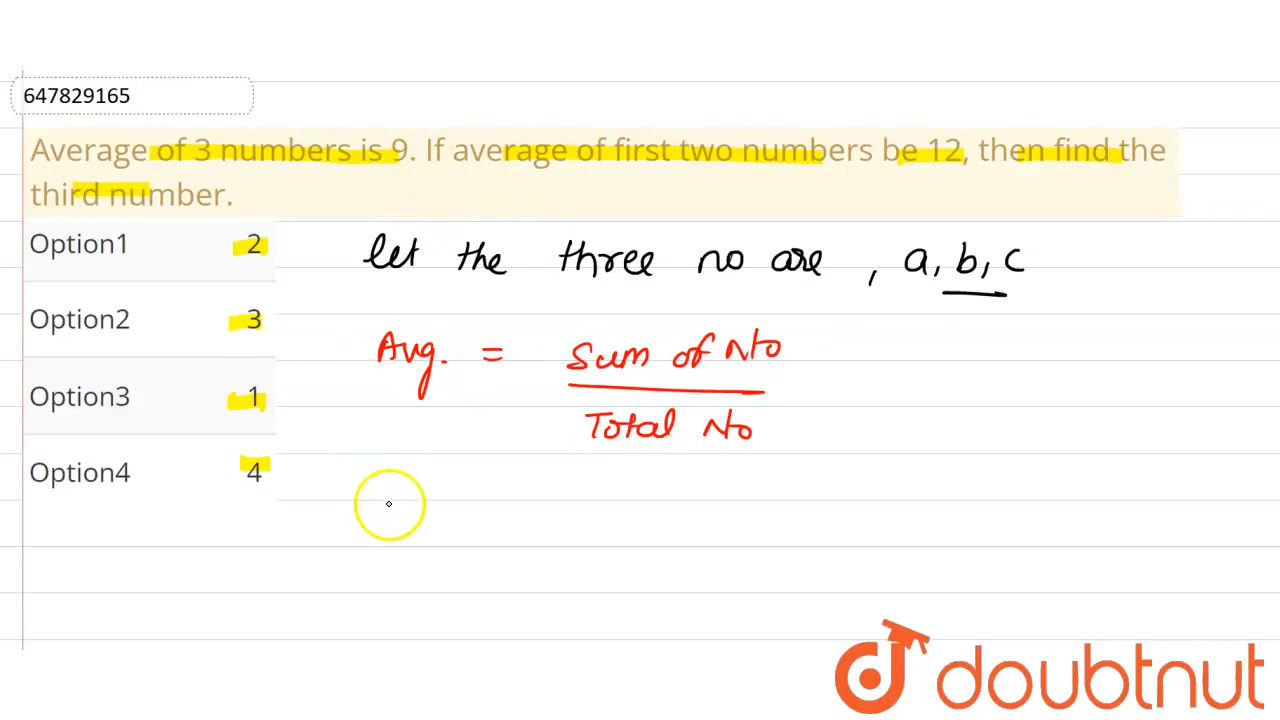 647829165
Average of 3 numbers is 9. If average of first two numbers be 12, then find the
third number.
Option1 2
let the three no are , a, b, c
Option2 3
Avg. = Sum of No
Total No
Option3 1
Option4 4
doubtnut